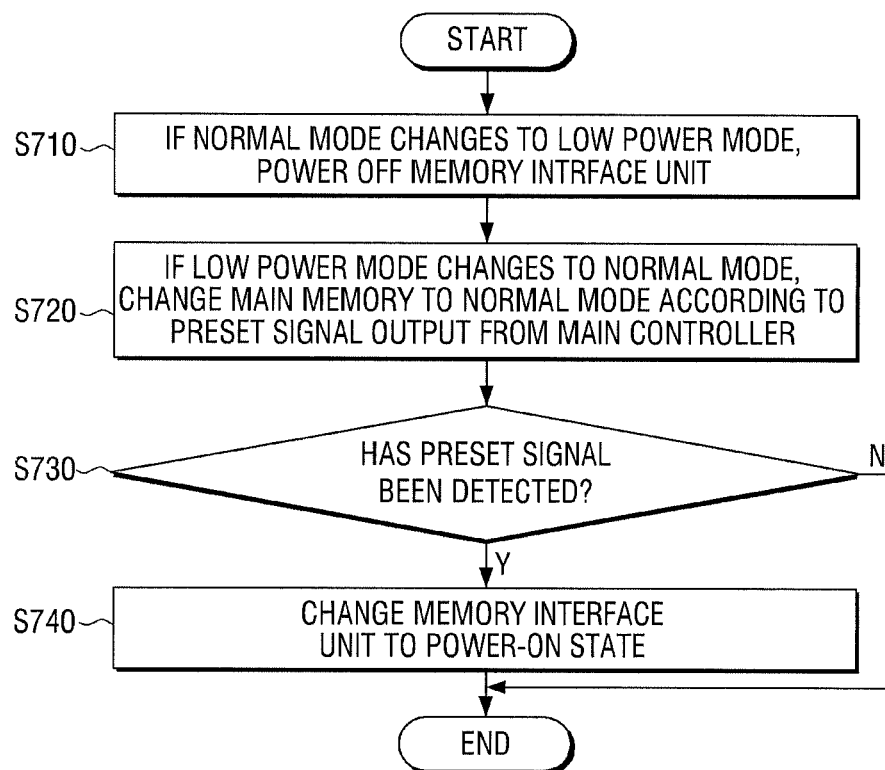 START
S710
IF NORMAL MODE CHANGES TO LOW POWER MODE,
POWER OFF MEMORY INTRFACE UNIT
S720
IF LOW POWER MODE CHANGES TO NORMAL MODE,
CHANGE MAIN MEMORY TO NORMAL MODE ACCORDING TO
PRESET SIGNAL OUTPUT FROM MAIN CONTROLLER
S730
HAS PRESET SIGNAL
BEEN DETECTED?
N
Y
S740
CHANGE MEMORY INTERFACE
UNIT TO POWER-ON STATE
END